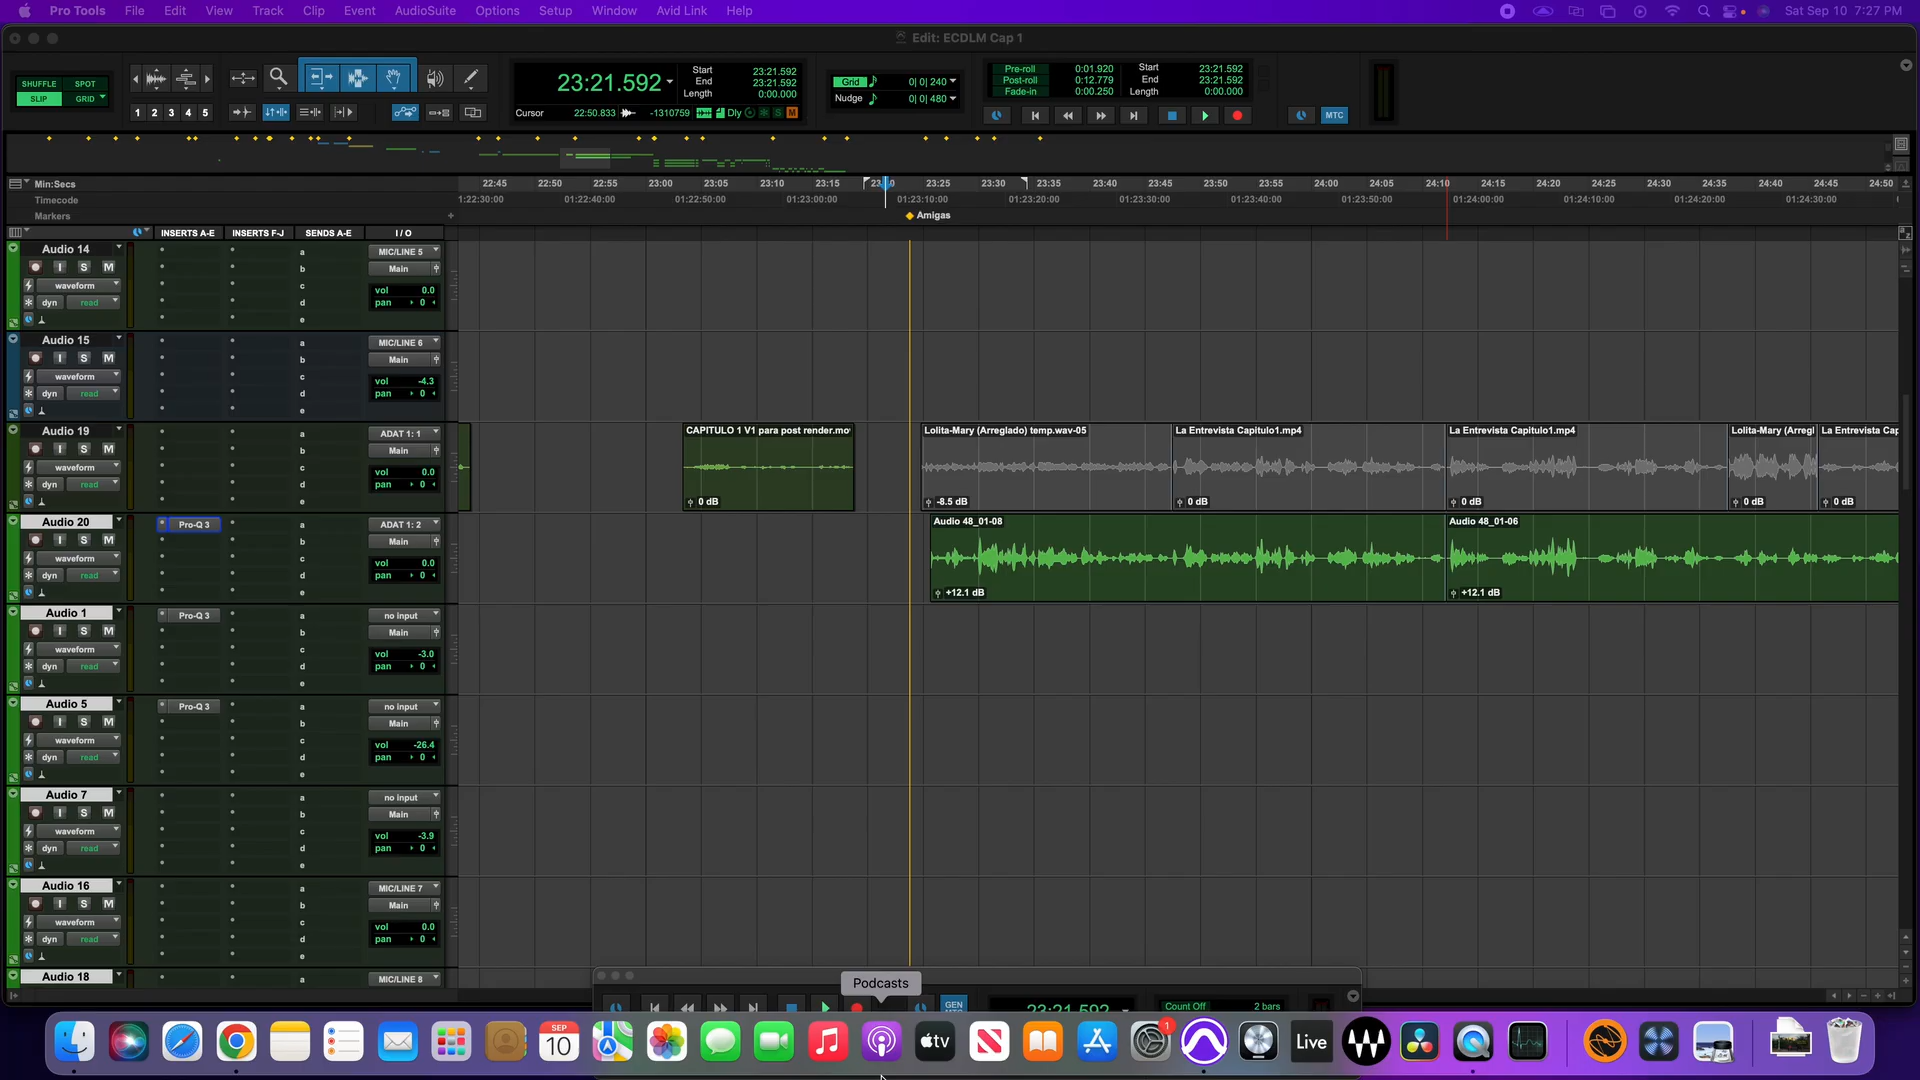 Pro Tools File Edit View Track Clip Event AudioSuite Options Setup Window Marketplace Avid Link Help Sat Sep 10 7:27 PM
Edit: ECDLM Cap 1
SHUFFLE SPOT
SLIP GRID
1 2 3 4 5
23:21.592
Start 23:21.592
End 23:21.592
Length 0:00.000
Cursor 22:50.833 -1310759 Dly S M
Grid 0| 0| 240
Nudge 0| 0| 480
Pre-roll 0:01.920
Post-roll 0:12.779
Fade-in 0:00.250
Start 23:21.592
End 23:21.592
Length 0:00.000
MTC
Min:Secs 22:45 22:50 22:55 23:00 23:05 23:10 23:15 23:25 23:30 23:35 23:40 23:45 23:50 23:55 24:00 24:05 24:10 24:15 24:20 24:25 24:30 24:35 24:40 24:45 24:50
Timecode 1:22:30:00 01:22:40:00 01:22:50:00 01:23:00:00 01:23:10:00 01:23:20:00 01:23:30:00 01:23:40:00 01:23:50:00 01:24:00:00 01:24:10:00 01:24:20:00 01:24:30:00
Markers Amigas
INSERTS A-E INSERTS F-J SENDS A-E I / O
Audio 14 a MIC/LINE 5
I S M b Main
waveform c vol 0.0
dyn read d pan 0
e
Audio 15 a MIC/LINE 6
I S M b Main
waveform c vol -4.3
dyn read d pan 0
e
Audio 19 a ADAT 1: 1
I S M b Main
waveform c vol 0.0
dyn read d pan 0
e
CAPITULO 1 V1 para post render.mo
0 dB
Lolita-Mary (Arreglado) temp.wav-05
-8.5 dB
La Entrevista Capitulo1.mp4
0 dB
La Entrevista Capitulo1.mp4
0 dB
Lolita-Mary (Arregl
0 dB
La Entrevista Cap
0 dB
Audio 20 Pro-Q 3 a ADAT 1: 2
I S M b Main
waveform c vol 0.0
dyn read d pan 0
e
Audio 48_01-08
+12.1 dB
Audio 48_01-06
+12.1 dB
Audio 1 Pro-Q 3 a no input
I S M b Main
waveform c vol -3.0
dyn read d pan 0
e
Audio 5 Pro-Q 3 a no input
I S M b Main
waveform c vol -26.4
dyn read d pan 0
e
Audio 7 a no input
I S M b Main
waveform c vol -3.9
dyn read d pan 0
e
Audio 16 a MIC/LINE 7
I S M b Main
waveform c vol 0.0
dyn read d pan 0
e
Audio 18 a MIC/LINE 8
Podcasts
GEN
MTC
23:21.592
Count Off 2 bars
SEP
10
tv
1
Live